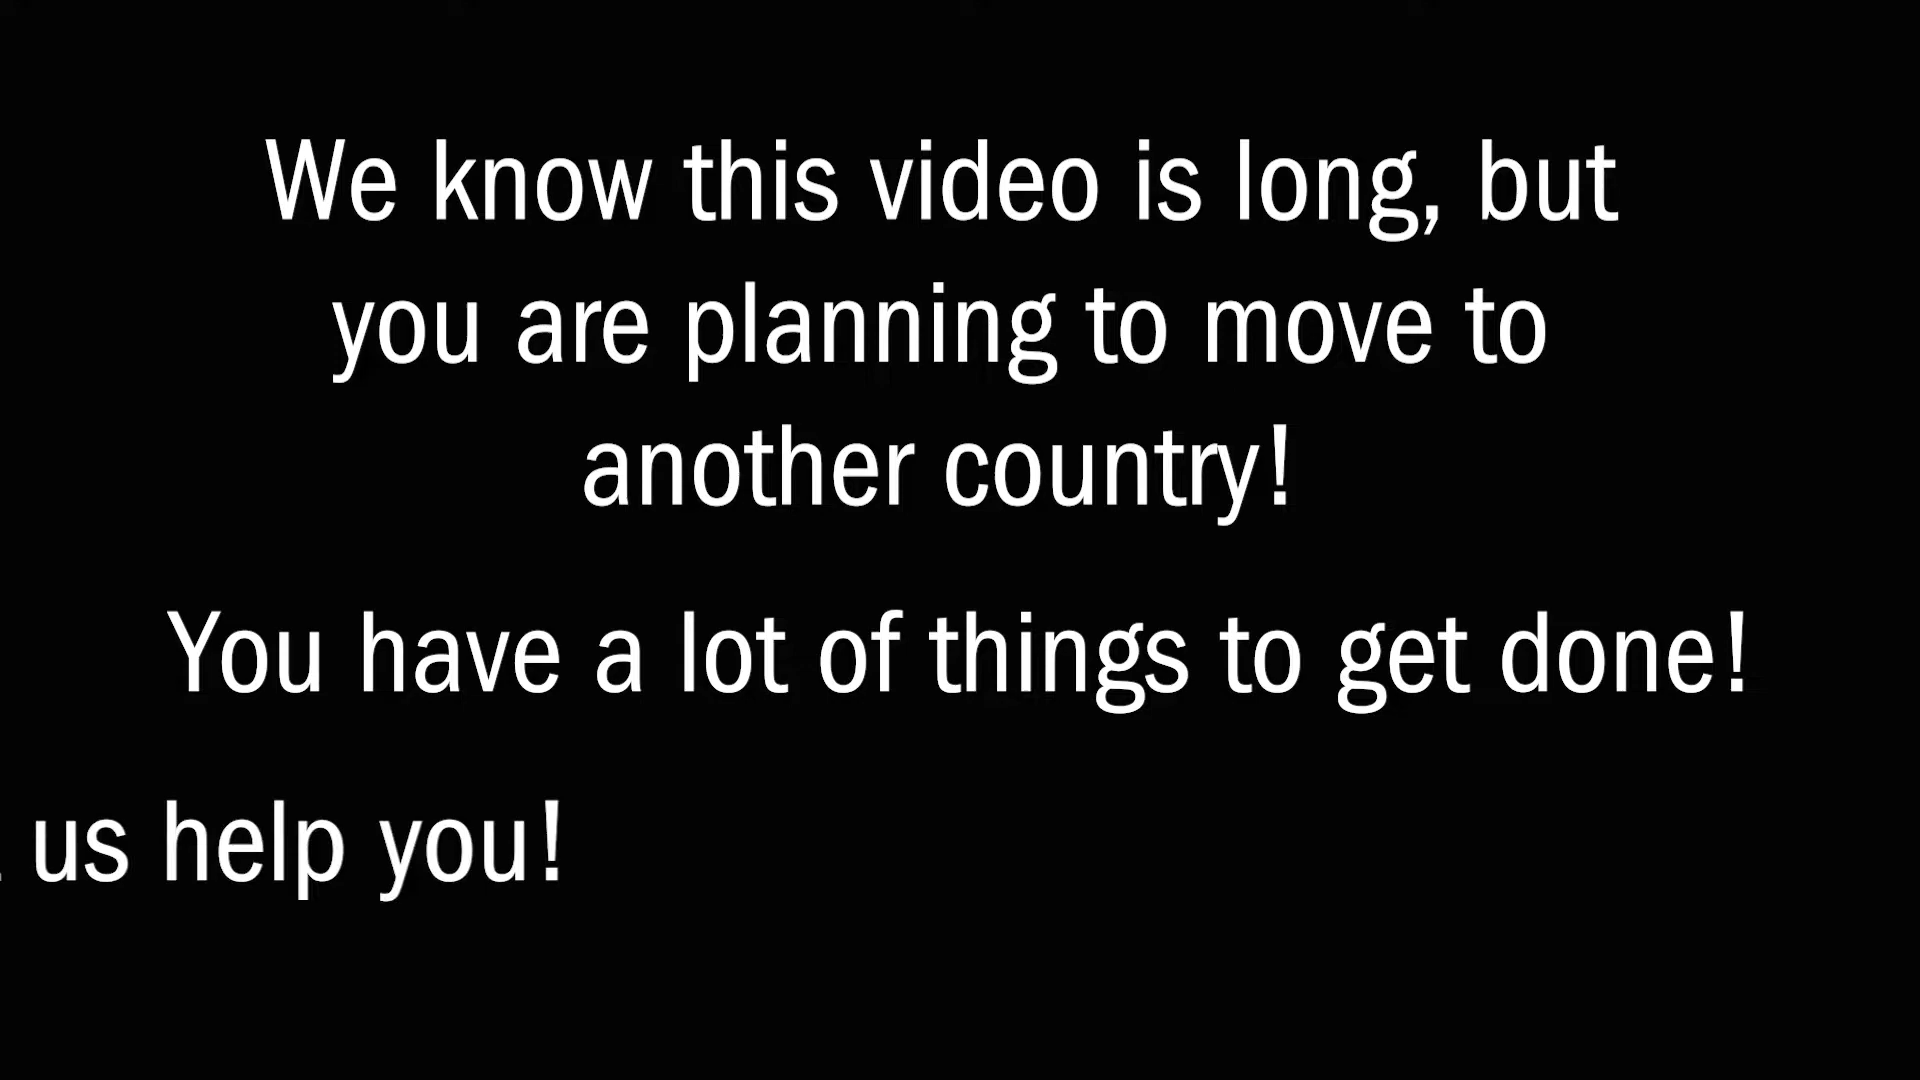 We know this video is long, but
you are planning to move to
another country!
You have a lot of things to get done!
us help you!